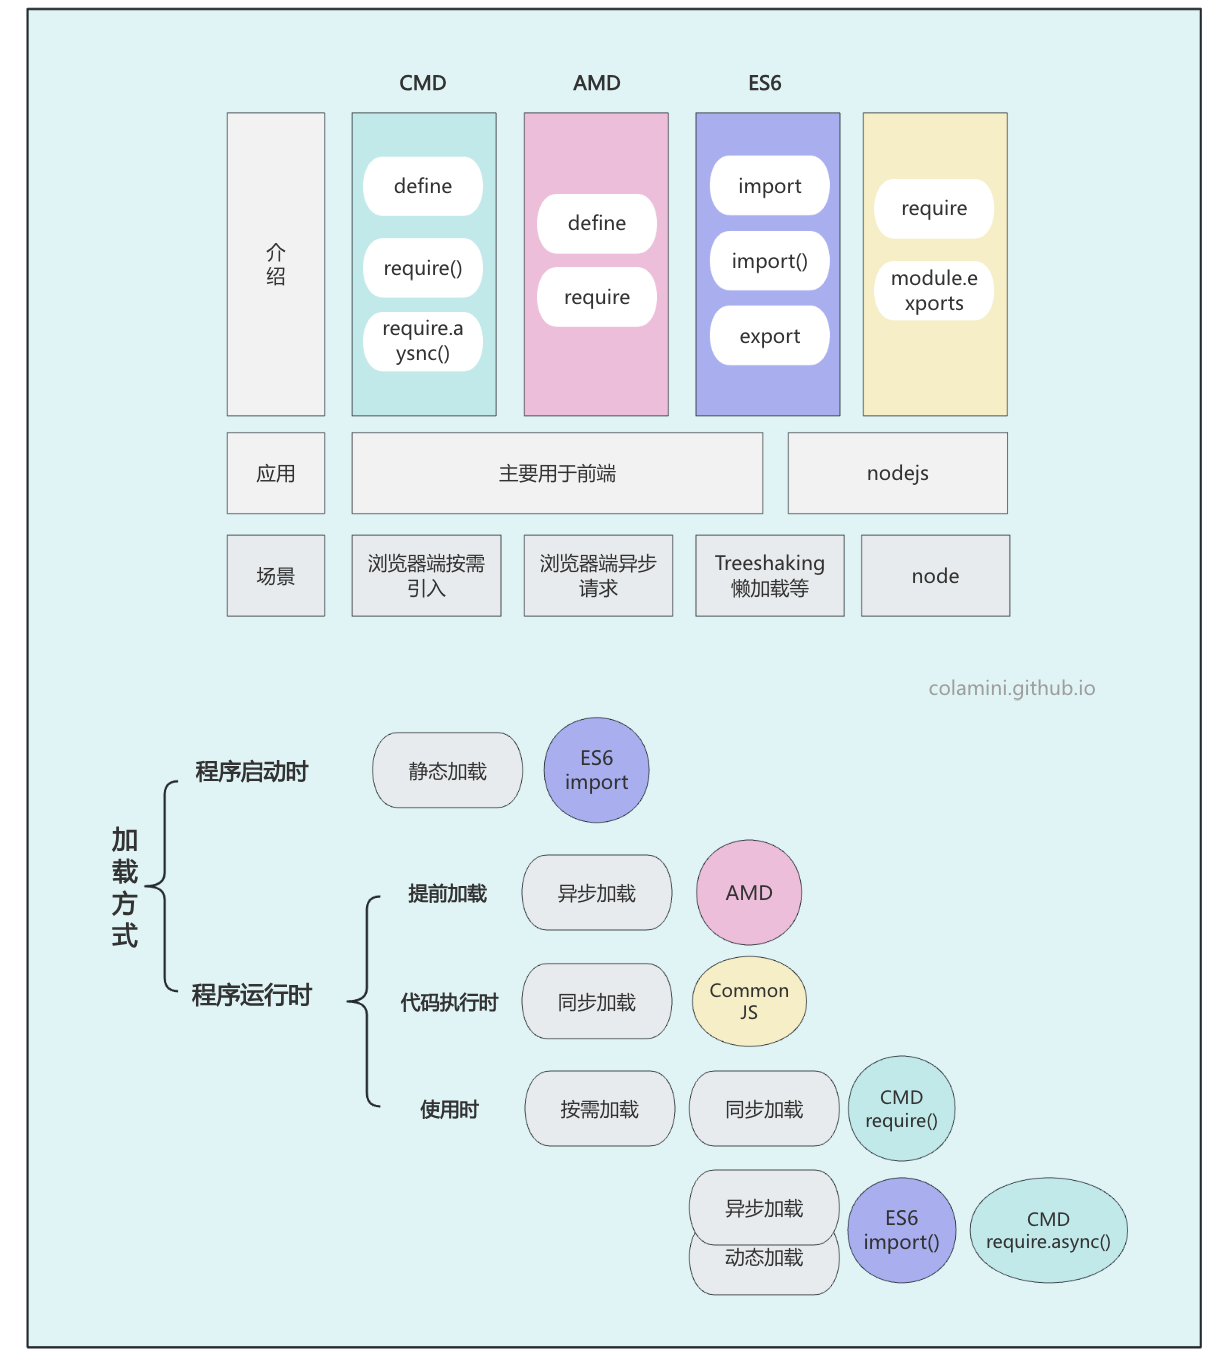 CMD
AMD
ES6
介
绍
define
require()
require.a
ysnc()
define
require
import
import()
export
require
module.e
xports
应用
主要用于前端
nodejs
场景
浏览器端按需
引入
浏览器端异步
请求
Treeshaking
懒加载等
node
colamini.github.io
加
载
方
式
程序启动时
静态加载
ES6
import
程序运行时
提前加载
异步加载
AMD
代码执行时
同步加载
Common
JS
使用时
按需加载
同步加载
CMD
require()
异步加载
动态加载
ES6
import()
CMD
require.async()